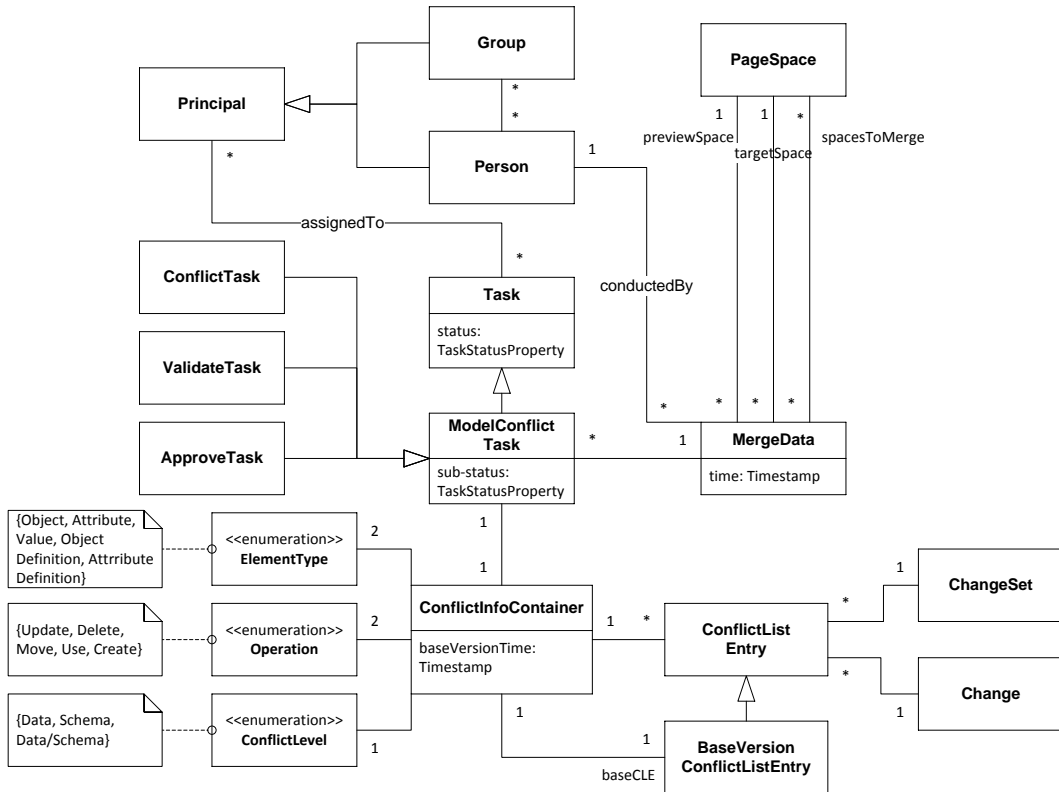 Group
PageSpace
Principal
*
*
*
Person
1
1
1
*
previewSpace
targetSpace
spacesToMerge
assignedTo
*
ConflictTask
Task
status:
TaskStatusProperty
conductedBy
ValidateTask
*
*
*
*
ApproveTask
ModelConflict
Task
sub-status:
TaskStatusProperty
*
1
MergeData
time: Timestamp
1
1
{Object, Attribute,
Value, Object
Definition, Attrribute
Definition}
<<enumeration>>
ElementType
2
{Update, Delete,
Move, Use, Create}
<<enumeration>>
Operation
2
{Data, Schema,
Data/Schema}
<<enumeration>>
ConflictLevel
1
ConflictInfoContainer
baseVersionTime:
Timestamp
1
*
1
ConflictList
Entry
*
1
ChangeSet
*
1
Change
1
baseCLE
BaseVersion
ConflictListEntry